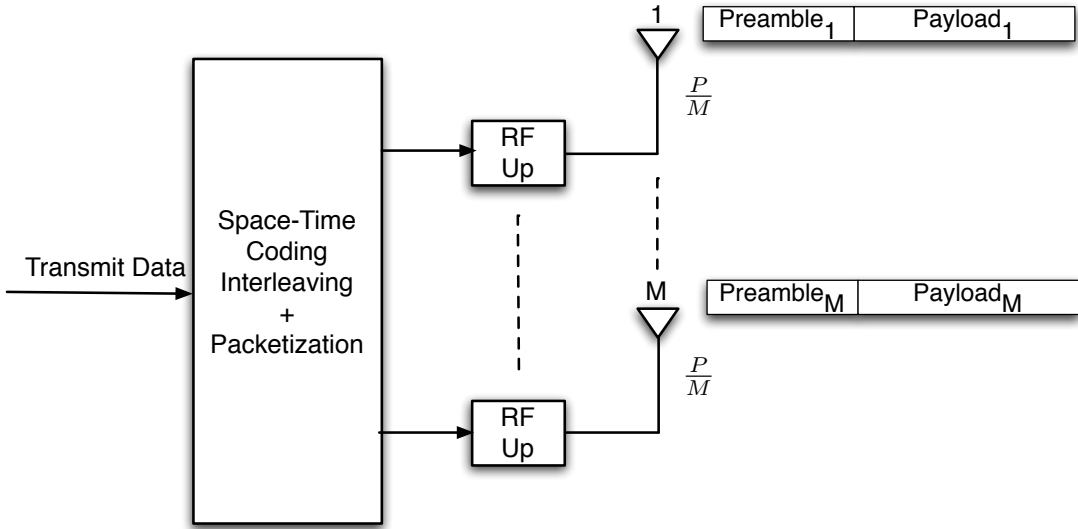 1
Preamble1 Payload1
P/M
RF
Up
Space-Time
Coding
Interleaving
+
Packetization
Transmit Data
M
PreambleM PayloadM
P/M
RF
Up